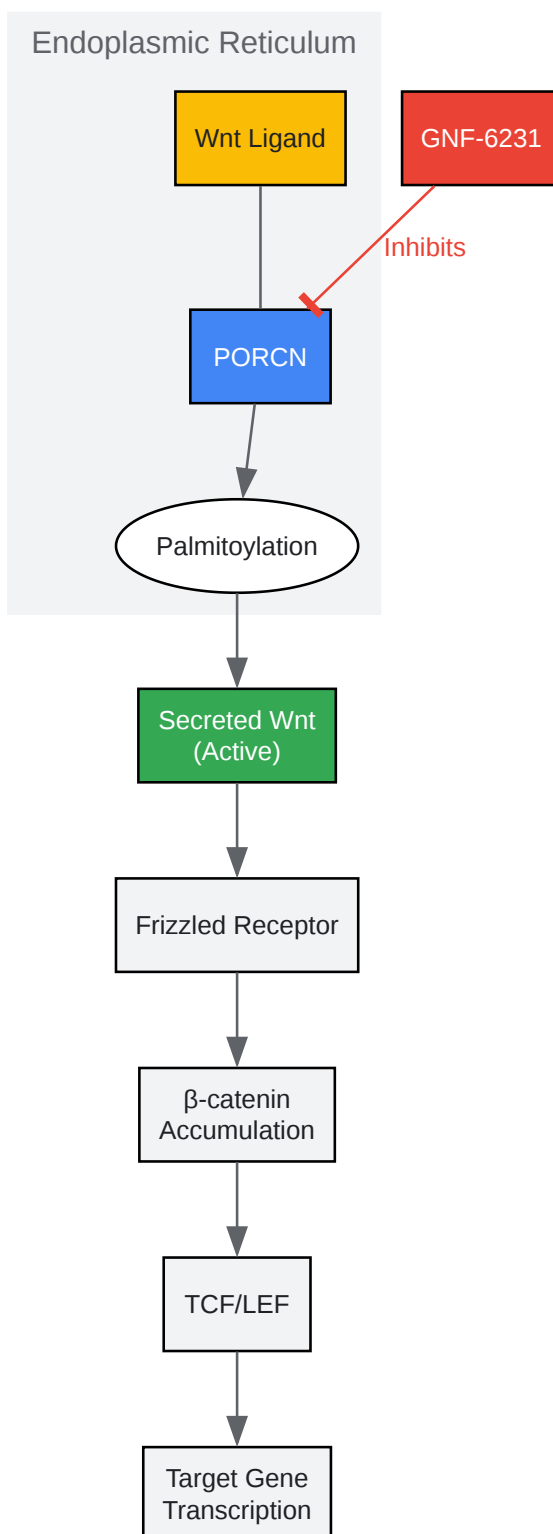 Endoplasmic Reticulum
Wnt Ligand
GNF-6231
Inhibits
PORCN
Palmitoylation
Secreted Wnt
(Active)
Frizzled Receptor
β-catenin
Accumulation
TCF/LEF
Target Gene
Transcription